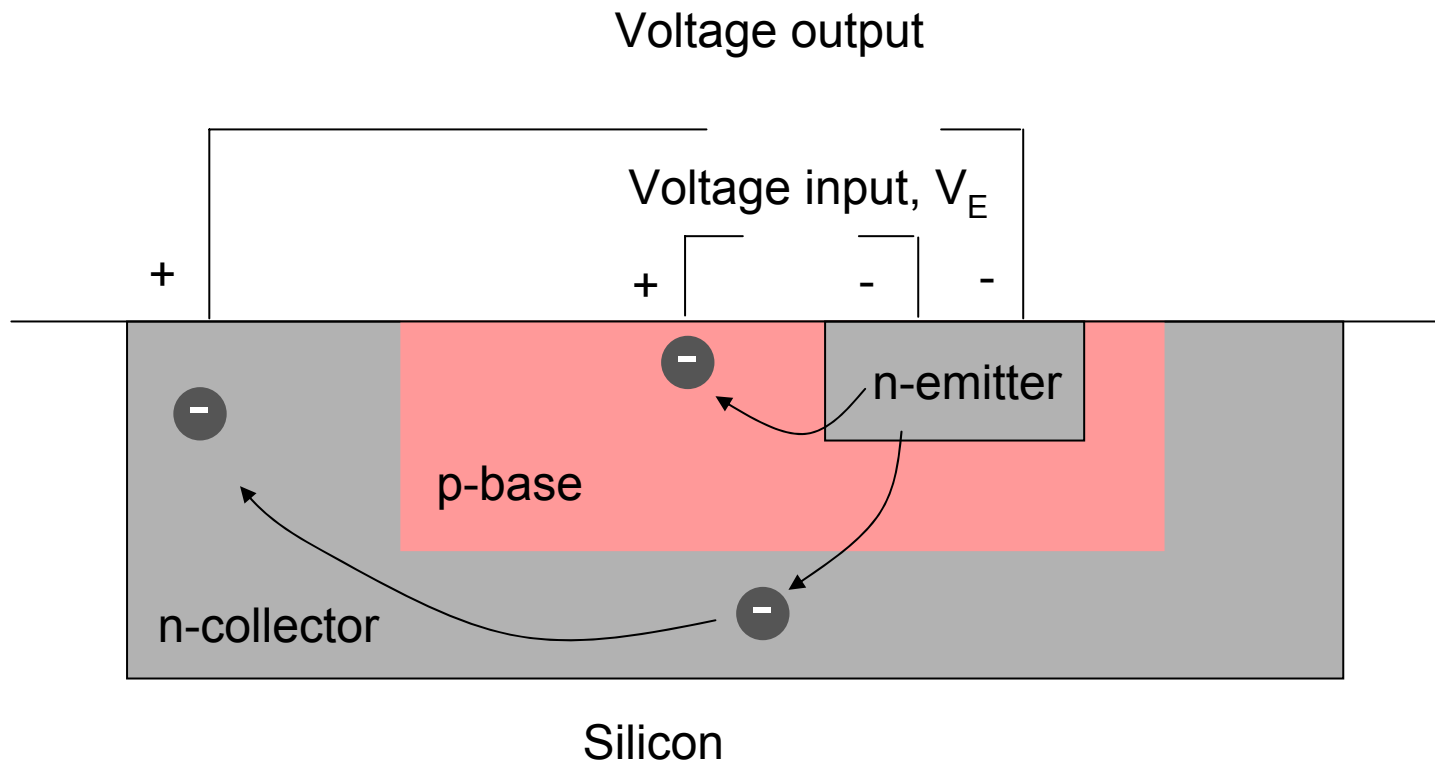 Voltage output
Voltage input, V_E
+
+
-
-
-
-
n-emitter
p-base
-
n-collector
Silicon